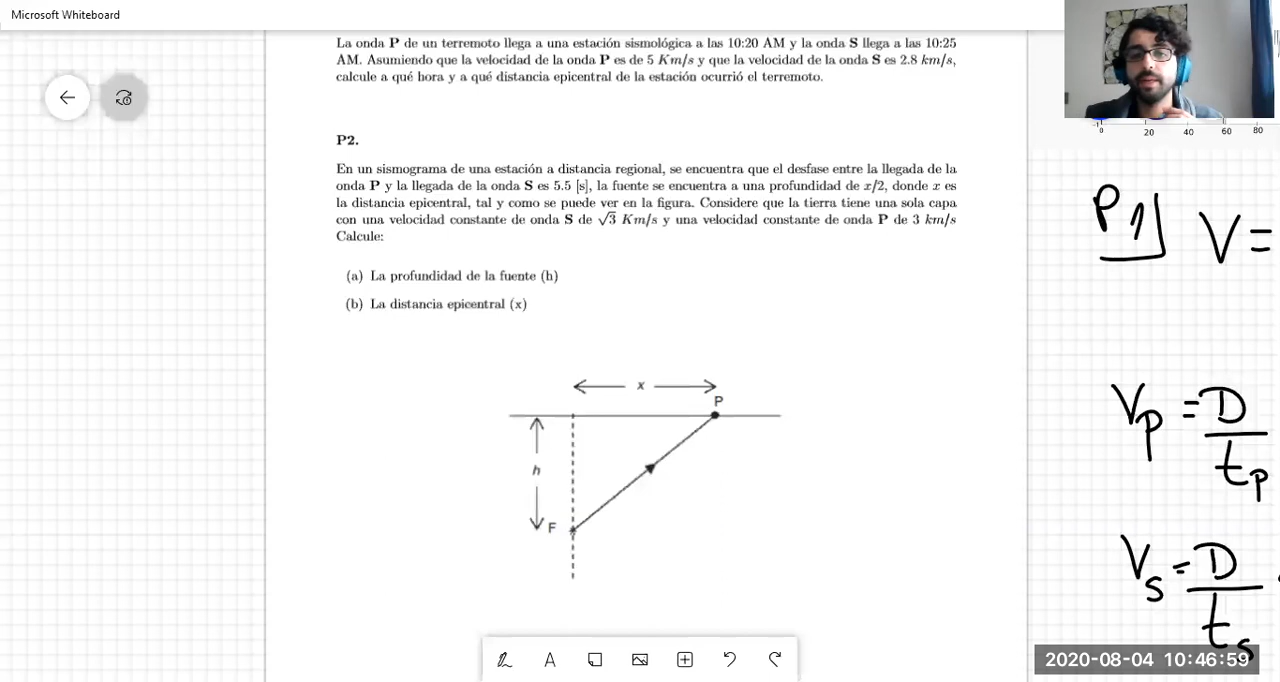 Microsoft Whiteboard
La onda P de un terremoto llega a una estación sismológica a las 10:20 AM y la onda S llega a las 10:25
AM. Asumiendo que la velocidad de la onda P es de 5 Km/s y que la velocidad de la onda S es 2.8 km/s,
calcule a qué hora y a qué distancia epicentral de la estación ocurrió el terremoto.
P2.
En un sismograma de una estación a distancia regional, se encuentra que el desfase entre la llegada de la
onda P y la llegada de la onda S es 5.5 [s], la fuente se encuentra a una profundidad de x/2, donde x es
la distancia epicentral, tal y como se puede ver en la figura. Considere que la tierra tiene una sola capa
con una velocidad constante de onda S de √3 Km/s y una velocidad constante de onda P de 3 km/s
Calcule:
(a) La profundidad de la fuente (h)
(b) La distancia epicentral (x)
x
P
h
F
-1 0 20 40 60 80
P1 V =
Vp = D/tp
Vs = D/ts
A
2020-08-04 10:46:59